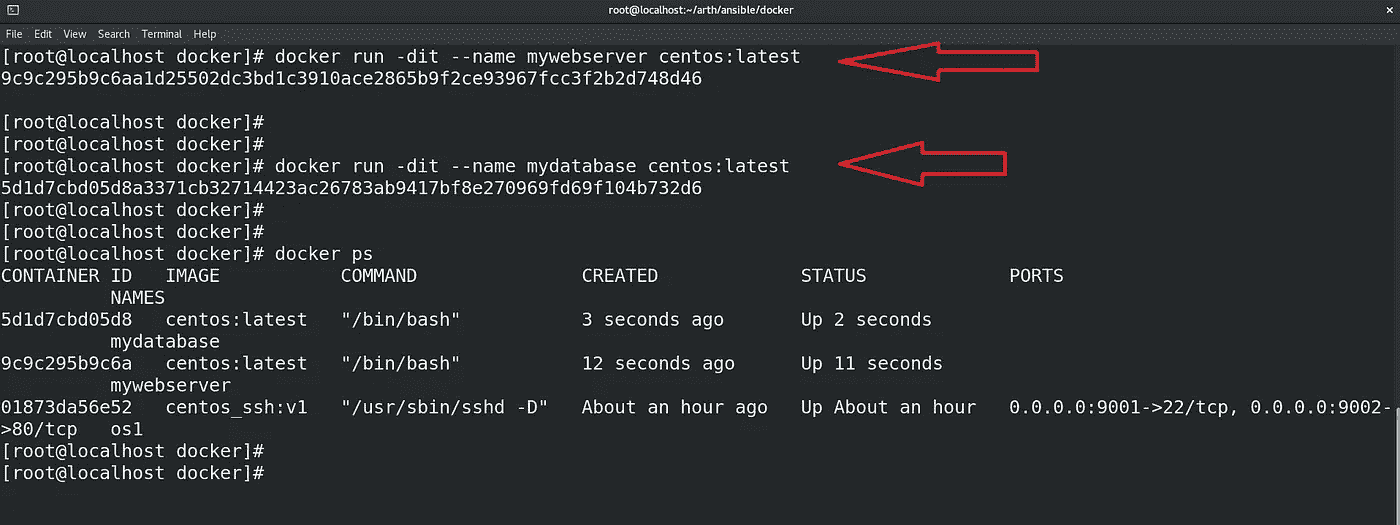 root@localhost:~/arth/ansible/docker
File Edit View Search Terminal Help
[root@localhost docker]# docker run -dit --name mywebserver centos:latest
9c9c295b9c6aa1d25502dc3bd1c3910ace2865b9f2ce93967fcc3f2b2d748d46
[root@localhost docker]#
[root@localhost docker]#
[root@localhost docker]# docker run -dit --name mydatabase centos:latest
5d1d7cbd05d8a3371cb32714423ac26783ab9417bf8e270969fd69f104b732d6
[root@localhost docker]#
[root@localhost docker]#
[root@localhost docker]# docker ps
CONTAINER ID   IMAGE           COMMAND               CREATED             STATUS             PORTS
          NAMES
5d1d7cbd05d8   centos:latest   "/bin/bash"           3 seconds ago       Up 2 seconds
          mydatabase
9c9c295b9c6a   centos:latest   "/bin/bash"           12 seconds ago      Up 11 seconds
          mywebserver
01873da56e52   centos_ssh:v1   "/usr/sbin/sshd -D"   About an hour ago   Up About an hour   0.0.0.0:9001->22/tcp, 0.0.0.0:9002-
>80/tcp   os1
[root@localhost docker]#
[root@localhost docker]#